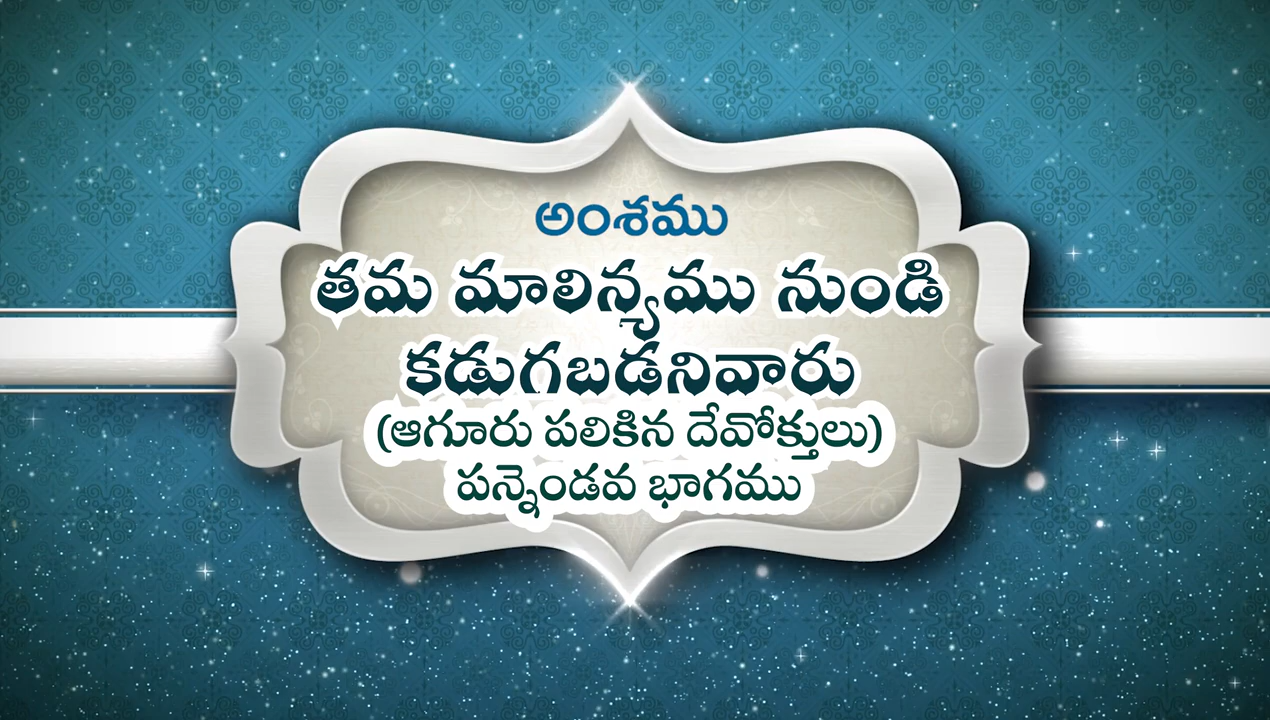 అంశము
తమ మాలిన్యము నుండి
కడుగబడనివారు
(ఆగూరు పలికిన దేవోక్తులు)
పన్నెండవ భాగము